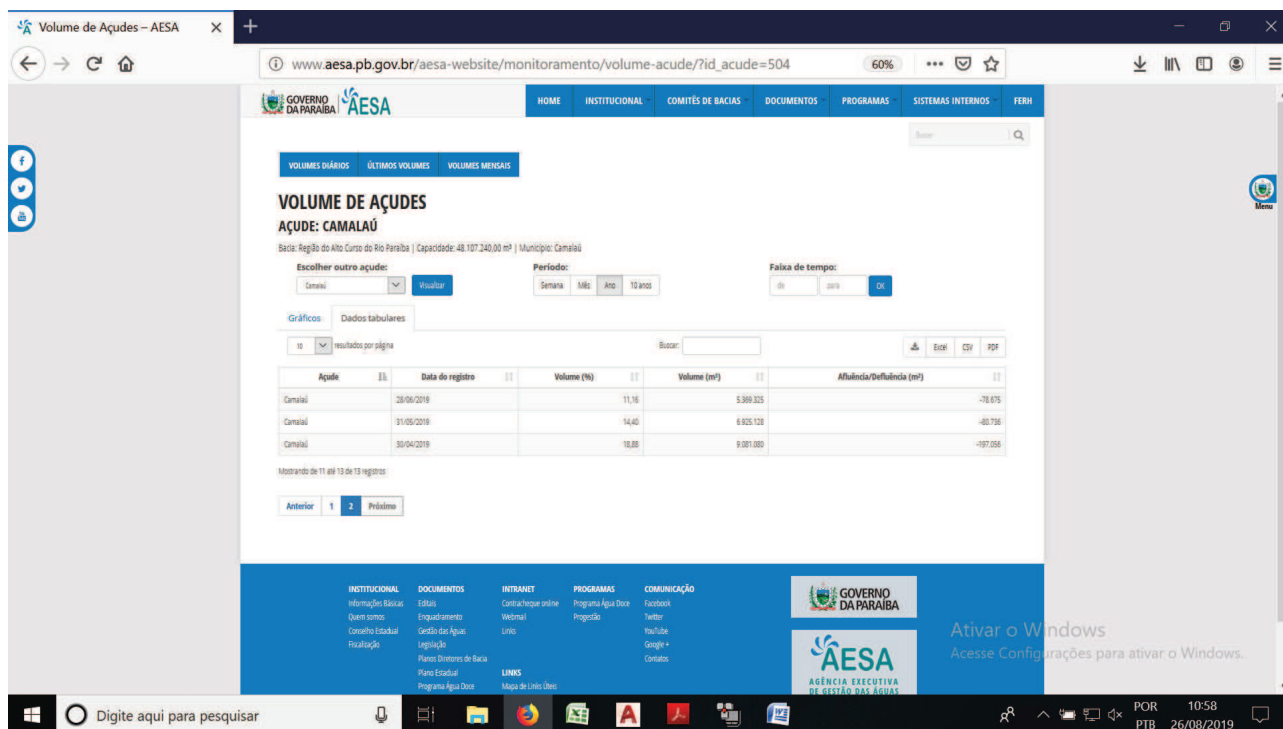 Volume de Açudes – AESA
www.aesa.pb.gov.br/aesa-website/monitoramento/volume-acude/?id_acude=504 60%
GOVERNO DA PARAÍBA AESA
HOME INSTITUCIONAL COMITÊS DE BACIAS DOCUMENTOS PROGRAMAS SISTEMAS INTERNOS FERH
Buscar
VOLUMES DIÁRIOS ÚLTIMOS VOLUMES VOLUMES MENSAIS
Menu
VOLUME DE AÇUDES
AÇUDE: CAMALAÚ
Bacia: Região do Alto Curso do Rio Paraíba | Capacidade: 48.107.240,00 m³ | Município: Camalaú
Escolher outro açude: Período: Faixa de tempo:
Camalaú Visualizar Semana Mês Ano 10 anos de para OK
Gráficos Dados tabulares
10 resultados por página Buscar: Excel CSV PDF
Açude Data do registro Volume (%) Volume (m³) Afluência/Defluência (m³)
Camalaú 28/06/2019 11,16 5.369.325 -78.675
Camalaú 31/05/2019 14,40 6.925.128 -80.736
Camalaú 30/04/2019 18,88 9.081.080 -197.056
Mostrando de 11 até 13 de 13 registros
Anterior 1 2 Próximo
INSTITUCIONAL DOCUMENTOS INTRANET PROGRAMAS COMUNICAÇÃO
Informações Básicas Editais Contracheque online Programa Água Doce Facebook
Quem somos Enquadramento Webmail Progestão Twitter
Conselho Estadual Gestão das Águas Links YouTube
Fiscalização Legislação Google +
Planos Diretores de Bacia Contatos
Plano Estadual LINKS
Programa Água Doce Mapa de Links Úteis
GOVERNO DA PARAÍBA
AESA
AGÊNCIA EXECUTIVA
DE GESTÃO DAS ÁGUAS
Ativar o Windows
Acesse Configurações para ativar o Windows.
Digite aqui para pesquisar
POR 10:58
PTB 26/08/2019